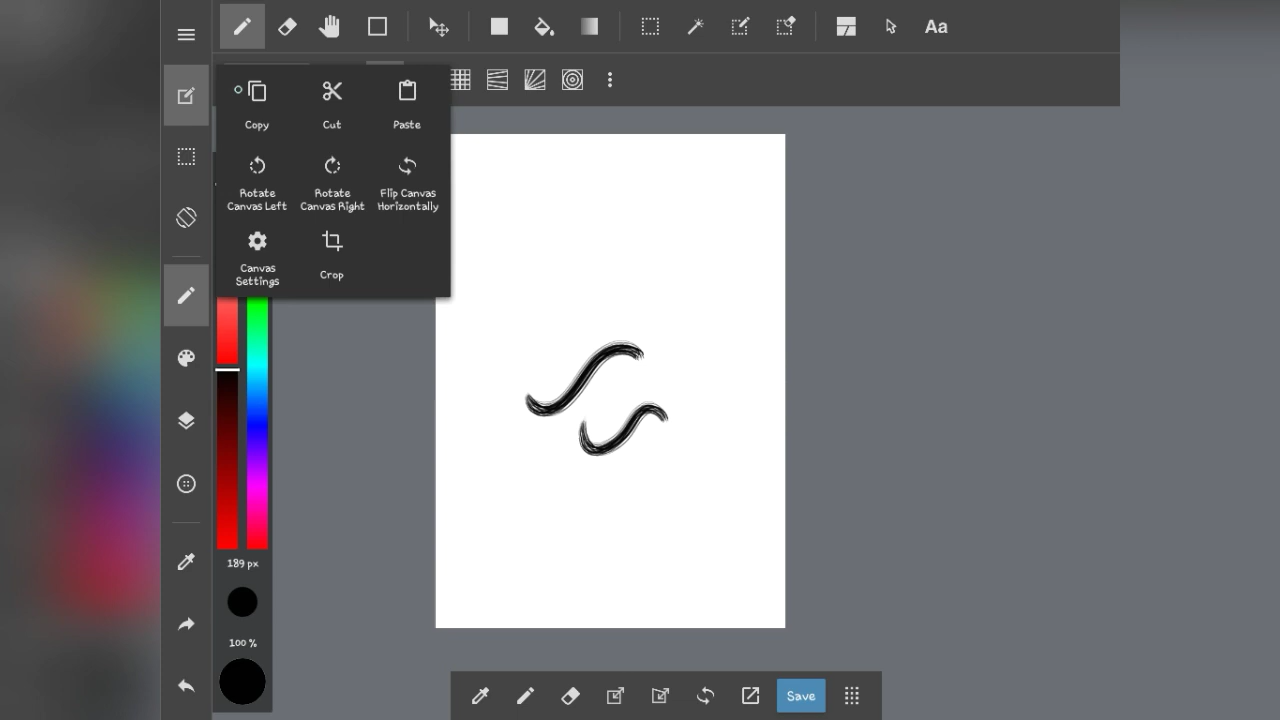 Aa
Copy
Cut
Paste
Rotate
Canvas Left
Rotate
Canvas Right
Flip Canvas
Horizontally
Canvas
Settings
Crop
189 px
100 %
Save